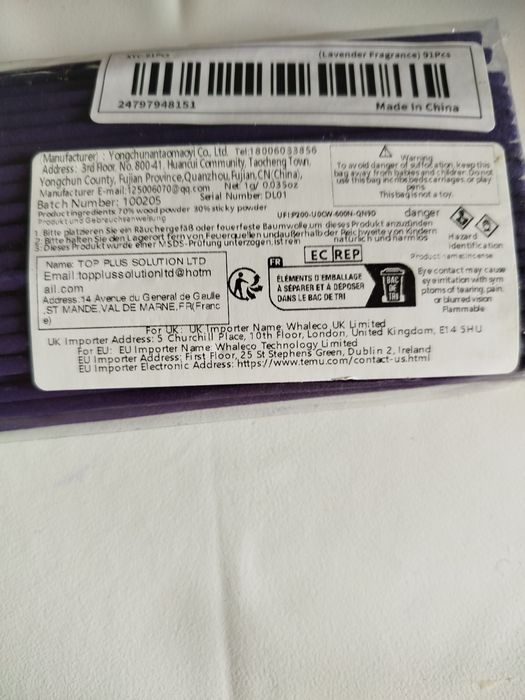 (Lavender Fragrance) 91Pcs
24797948151
Made in China
Manufacturer : Yongchunyantaomaoyi Co., Ltd. Tel:18006033856
Address: 3rd Floor, No. 800-41, Huancui Community, Taocheng Town,
Yongchun County, Fujian Province,Quanzhou,Fujian,CN(China),
Manufacturer E-mail:125006070@qq.com Net:1g/ 0.035oz
Batch Number: 100205 Serial Number: DL01
Product ingredients: 70% wood powder 30% sticky powder
Produkt und Gebrauchsanweisung
1. Bitte platzieren Sie ein Räuchergefäß oder feuerfeste Baumwolle um dieses Produkt anzuzünden
2. Bitte halten Sie den Lagerort fern von Feuerquellen und außerhalb der Reichweite von Kindern
3. Dieses Produkt wurde einer MSDS-Prüfung unterzogen, ist rein natürlich und harmlos
Warning
To avoid danger of suffocation, keep this
bag away from babies and children. Do not
use this bag in cribs, beds, carriages, or play
pens.
This bag is not a toy.
danger
Hazard
identification
Product name:incense
Eye contact may cause
eye irritation with sym
ptoms of tearing, pain,
or blurred vision
Flammable
Name: TOP PLUS SOLUTION LTD
Email:topplussolutionltd@hotm
ail.com
Address:14 Avenue du General de Gaulle
,ST MANDE,VAL DE MARNE,FR(Franc
e)
EC REP
FR
ÉLÉMENTS D'EMBALLAGE
À SÉPARER ET À DÉPOSER
DANS LE BAC DE TRI
BAC
DE
TRI
For UK: UK Importer Name: Whaleco UK Limited
UK Importer Address: 5 Churchill Place, 10th Floor, London, United Kingdom, E14 5HU
For EU: EU Importer Name: Whaleco Technology Limited
EU Importer Address: First Floor, 25 St Stephens Green, Dublin 2, Ireland
EU Importer Electronic Address: https://www.temu.com/contact-us.html